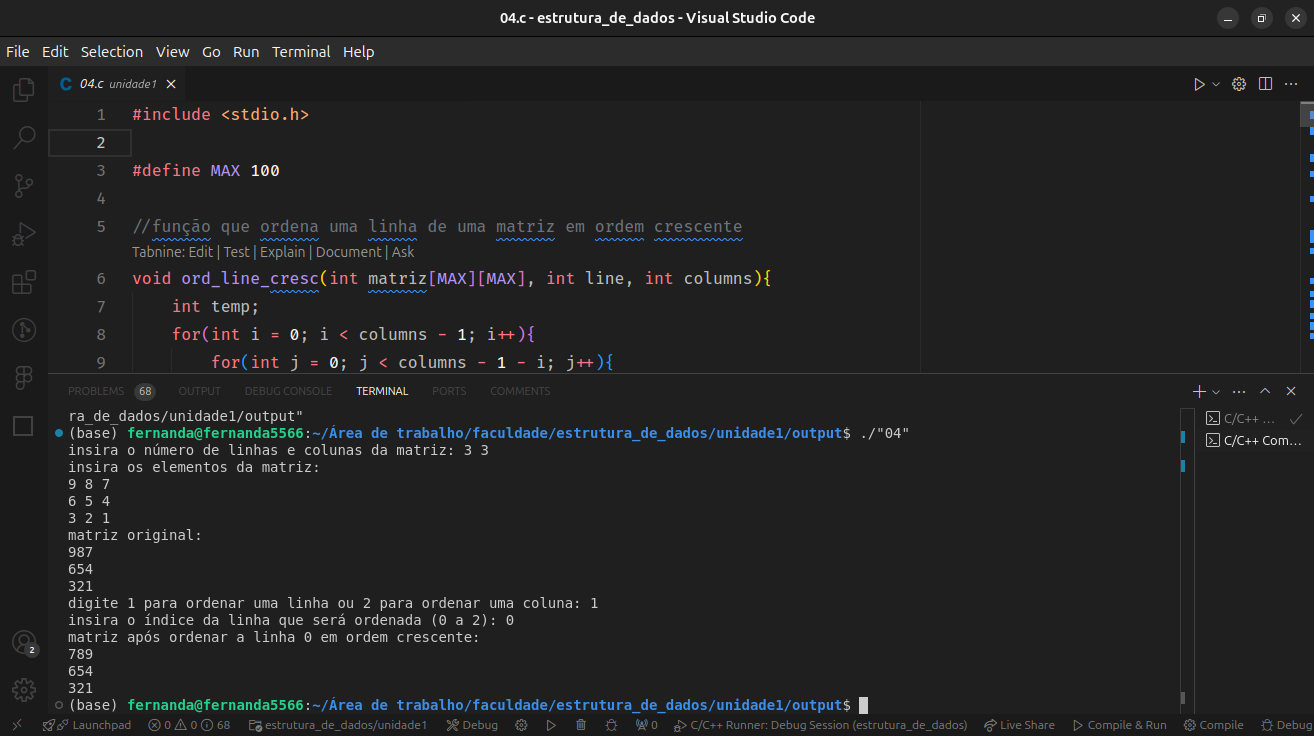 04.c - estrutura_de_dados - Visual Studio Code
File Edit Selection View Go Run Terminal Help
C 04.c unidade1
1 #include <stdio.h>
2
3 #define MAX 100
4
5 //função que ordena uma linha de uma matriz em ordem crescente
Tabnine: Edit | Test | Explain | Document | Ask
6 void ord_line_cresc(int matriz[MAX][MAX], int line, int columns){
7 int temp;
8 for(int i = 0; i < columns - 1; i++){
9 for(int j = 0; j < columns - 1 - i; j++){
PROBLEMS 68 OUTPUT DEBUG CONSOLE TERMINAL PORTS COMMENTS
ra_de_dados/unidade1/output"
(base) fernanda@fernanda5566:~/Área de trabalho/faculdade/estrutura_de_dados/unidade1/output$ ./"04"
insira o número de linhas e colunas da matriz: 3 3
insira os elementos da matriz:
9 8 7
6 5 4
3 2 1
matriz original:
987
654
321
digite 1 para ordenar uma linha ou 2 para ordenar uma coluna: 1
insira o índice da linha que será ordenada (0 a 2): 0
matriz após ordenar a linha 0 em ordem crescente:
789
654
321
(base) fernanda@fernanda5566:~/Área de trabalho/faculdade/estrutura_de_dados/unidade1/output$
C/C++ ...
C/C++ Com...
2
Launchpad 0 0 68 estrutura_de_dados/unidade1 Debug 0 C/C++ Runner: Debug Session (estrutura_de_dados) Live Share Compile & Run Compile Debug